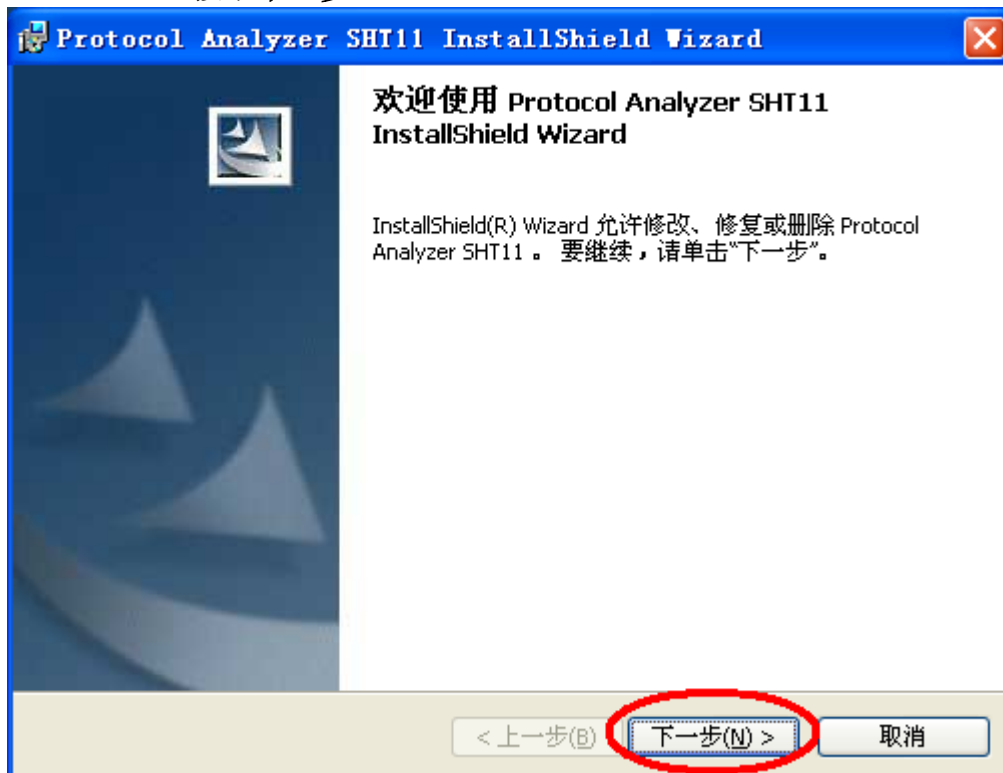 Protocol Analyzer SHT11 InstallShield Wizard
欢迎使用 Protocol Analyzer SHT11
InstallShield Wizard
InstallShield(R) Wizard 允许修改、修复或删除 Protocol
Analyzer SHT11 。 要继续，请单击“下一步”。
< 上一步(B)
下一步(N) >
取消